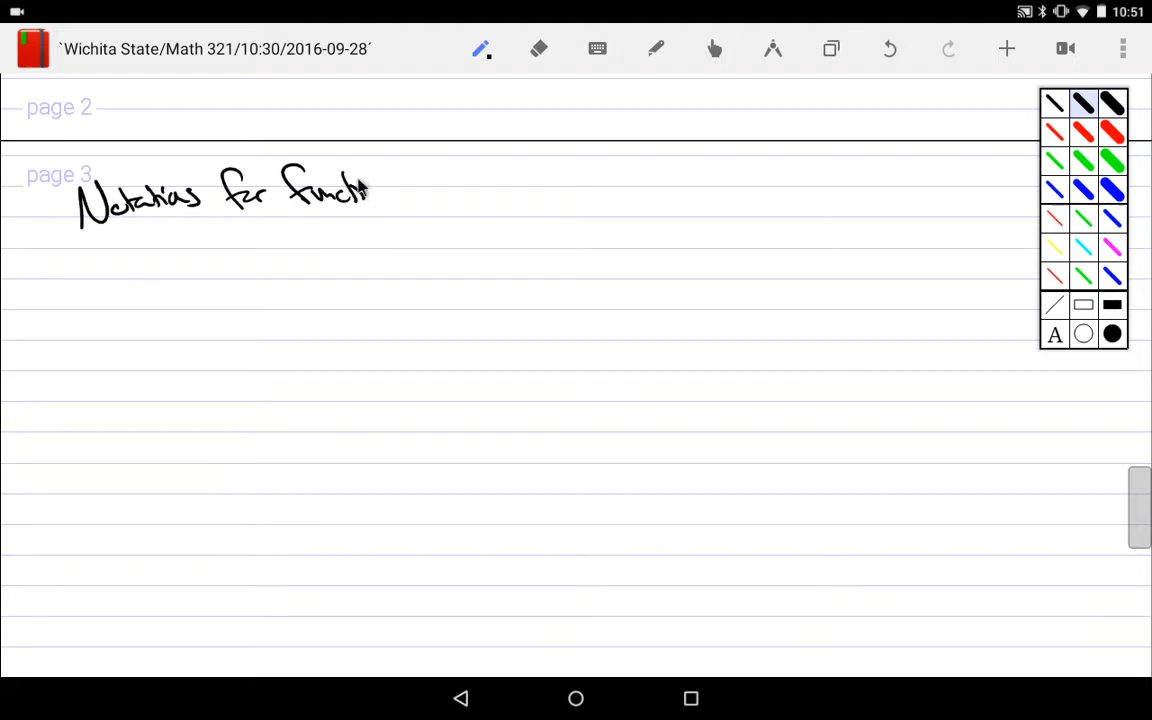 10:51
`Wichita State/Math 321/10:30/2016-09-28´
page 2
page 3
Notations for functi
A